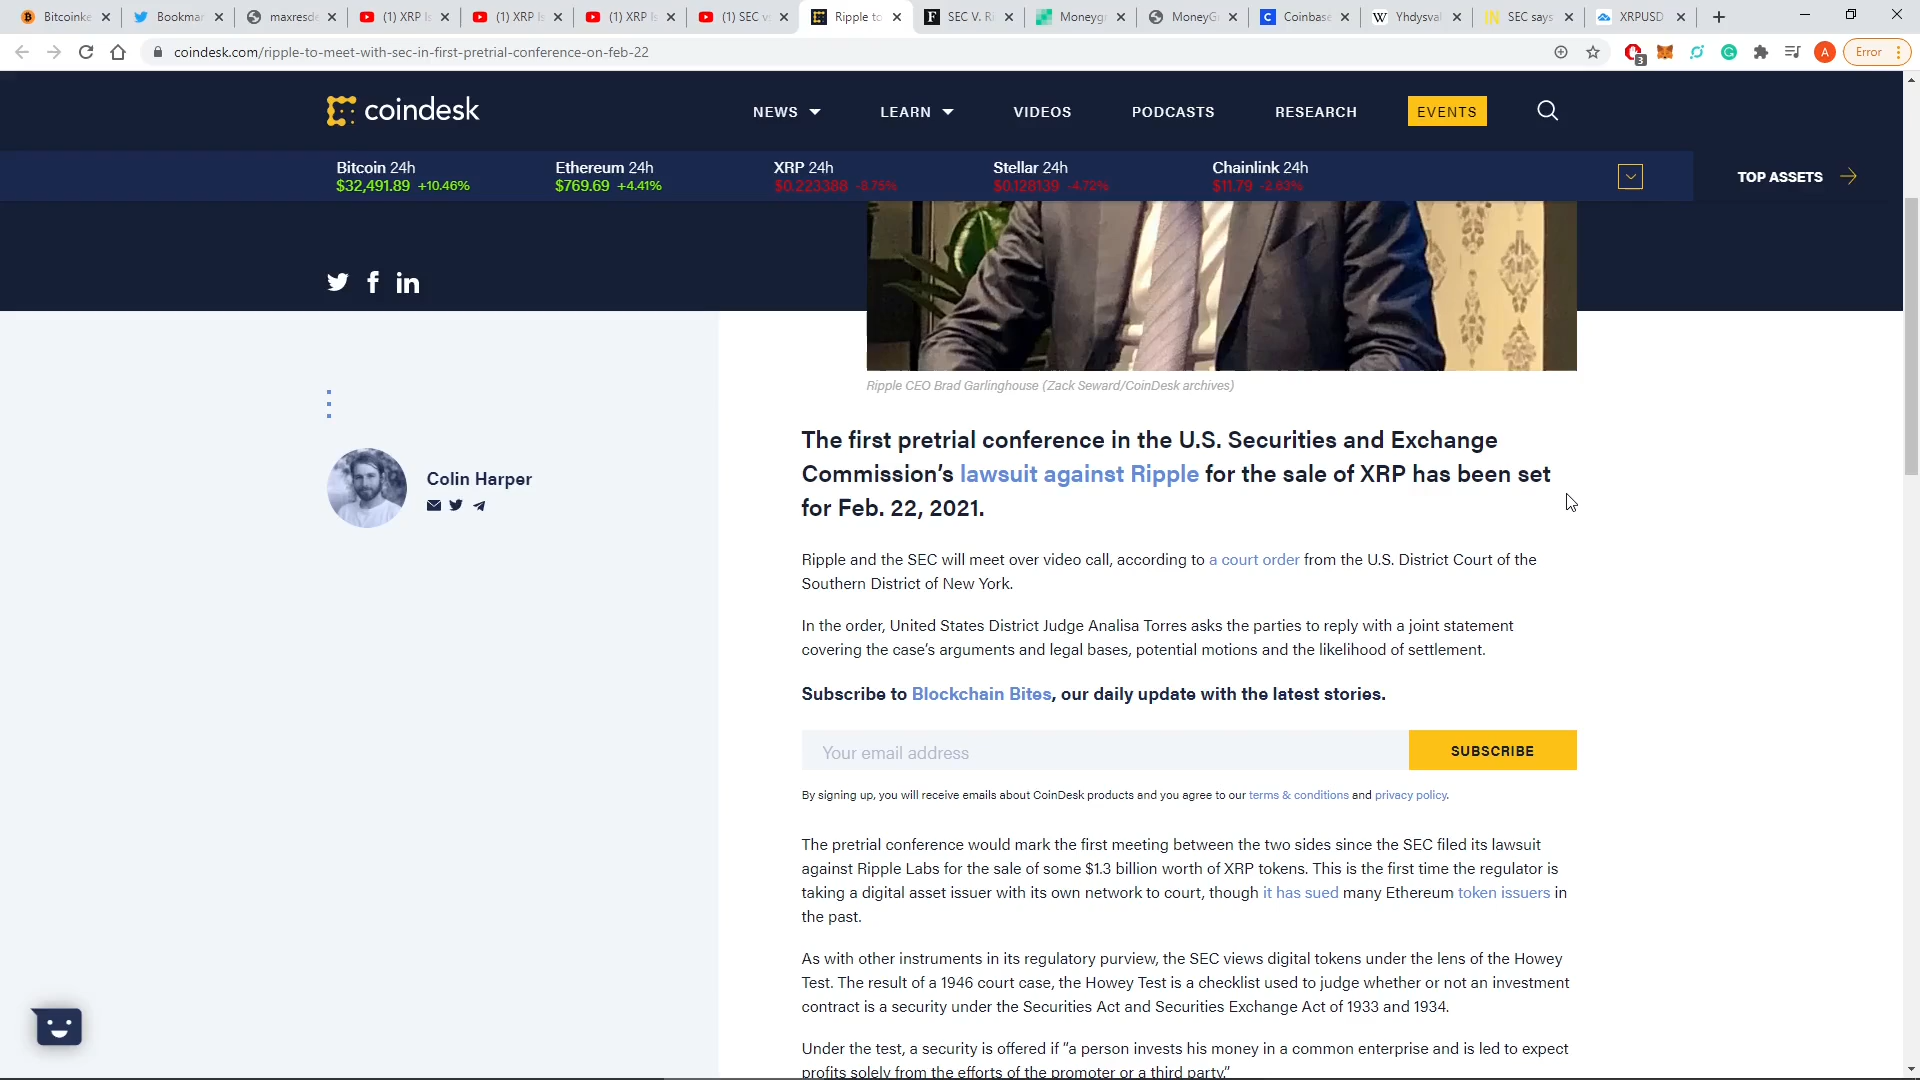 Bitcoinke
Bookmar
maxresde
(1) XRP Is
(1) XRP Is
(1) XRP Is
(1) SEC vs
Ripple to
SEC V. Ri
Moneygr
MoneyGr
Coinbase
Yhdysval
SEC says
XRPUSD
coindesk.com/ripple-to-meet-with-sec-in-first-pretrial-conference-on-feb-22
3
A
Error
coindesk
NEWS
LEARN
VIDEOS
PODCASTS
RESEARCH
EVENTS
Bitcoin 24h
$32,491.89 +10.46%
Ethereum 24h
$769.69 +4.41%
XRP 24h
$0.223388 -8.75%
Stellar 24h
$0.128139 -4.72%
Chainlink 24h
$11.79 -2.63%
TOP ASSETS
Ripple CEO Brad Garlinghouse (Zack Seward/CoinDesk archives)
Colin Harper
The first pretrial conference in the U.S. Securities and Exchange
Commission's lawsuit against Ripple for the sale of XRP has been set
for Feb. 22, 2021.
Ripple and the SEC will meet over video call, according to a court order from the U.S. District Court of the
Southern District of New York.
In the order, United States District Judge Analisa Torres asks the parties to reply with a joint statement
covering the case's arguments and legal bases, potential motions and the likelihood of settlement.
Subscribe to Blockchain Bites, our daily update with the latest stories.
Your email address
SUBSCRIBE
By signing up, you will receive emails about CoinDesk products and you agree to our terms & conditions and privacy policy.
The pretrial conference would mark the first meeting between the two sides since the SEC filed its lawsuit
against Ripple Labs for the sale of some $1.3 billion worth of XRP tokens. This is the first time the regulator is
taking a digital asset issuer with its own network to court, though it has sued many Ethereum token issuers in
the past.
As with other instruments in its regulatory purview, the SEC views digital tokens under the lens of the Howey
Test. The result of a 1946 court case, the Howey Test is a checklist used to judge whether or not an investment
contract is a security under the Securities Act and Securities Exchange Act of 1933 and 1934.
Under the test, a security is offered if "a person invests his money in a common enterprise and is led to expect
profits solely from the efforts of the promoter or a third party."